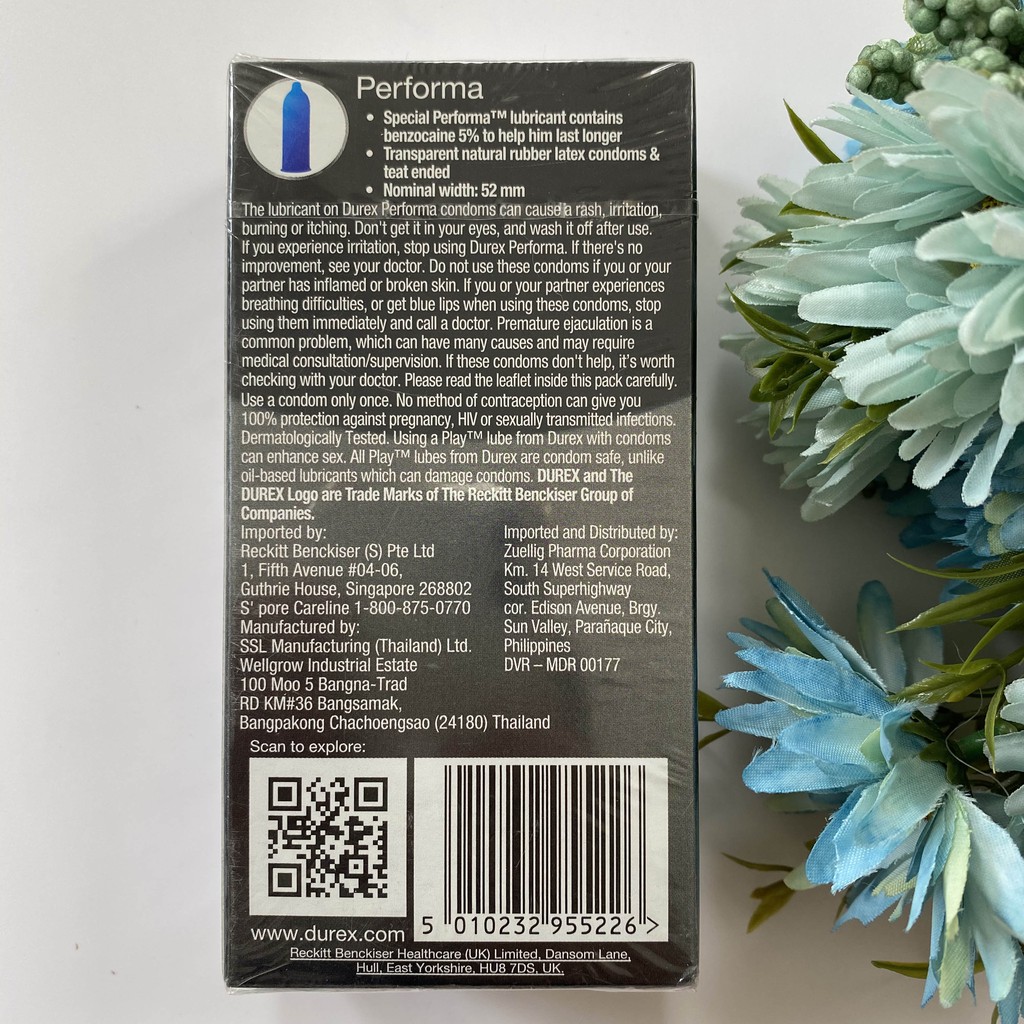 Performa
• Special Performa™ lubricant contains
benzocaine 5% to help him last longer
• Transparent natural rubber latex condoms &
teat ended
• Nominal width: 52 mm
The lubricant on Durex Performa condoms can cause a rash, irritation,
burning or itching. Don't get it in your eyes, and wash it off after use.
If you experience irritation, stop using Durex Performa. If there's no
improvement, see your doctor. Do not use these condoms if you or your
partner has inflamed or broken skin. If you or your partner experiences
breathing difficulties, or get blue lips when using these condoms, stop
using them immediately and call a doctor. Premature ejaculation is a
common problem, which can have many causes and may require
medical consultation/supervision. If these condoms don't help, it's worth
checking with your doctor. Please read the leaflet inside this pack carefully.
Use a condom only once. No method of contraception can give you
100% protection against pregnancy, HIV or sexually transmitted infections.
Dermatologically Tested. Using a Play™ lube from Durex with condoms
can enhance sex. All Play™ lubes from Durex are condom safe, unlike
oil-based lubricants which can damage condoms. DUREX and The
DUREX Logo are Trade Marks of The Reckitt Benckiser Group of
Companies.
Imported by:
Reckitt Benckiser (S) Pte Ltd
1, Fifth Avenue #04-06,
Guthrie House, Singapore 268802
S' pore Careline 1-800-875-0770
Manufactured by:
SSL Manufacturing (Thailand) Ltd.
Wellgrow Industrial Estate
100 Moo 5 Bangna-Trad
RD KM#36 Bangsamak,
Bangpakong Chachoengsao (24180) Thailand
Imported and Distributed by:
Zuellig Pharma Corporation
Km. 14 West Service Road,
South Superhighway
cor. Edison Avenue, Brgy.
Sun Valley, Parañaque City,
Philippines
DVR – MDR 00177
Scan to explore:
5 010232 955226 >
www.durex.com
Reckitt Benckiser Healthcare (UK) Limited, Dansom Lane,
Hull, East Yorkshire, HU8 7DS, UK.